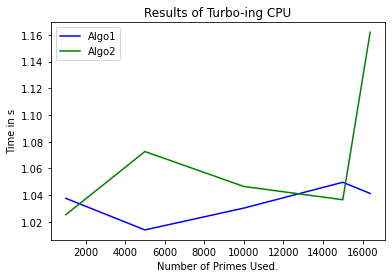 Results of Turbo-ing CPU
Algo1
Algo2
1.16
1.14
1.12
1.10
1.08
1.06
1.04
1.02
Time in s
2000 4000 6000 8000 10000 12000 14000 16000
Number of Primes Used.